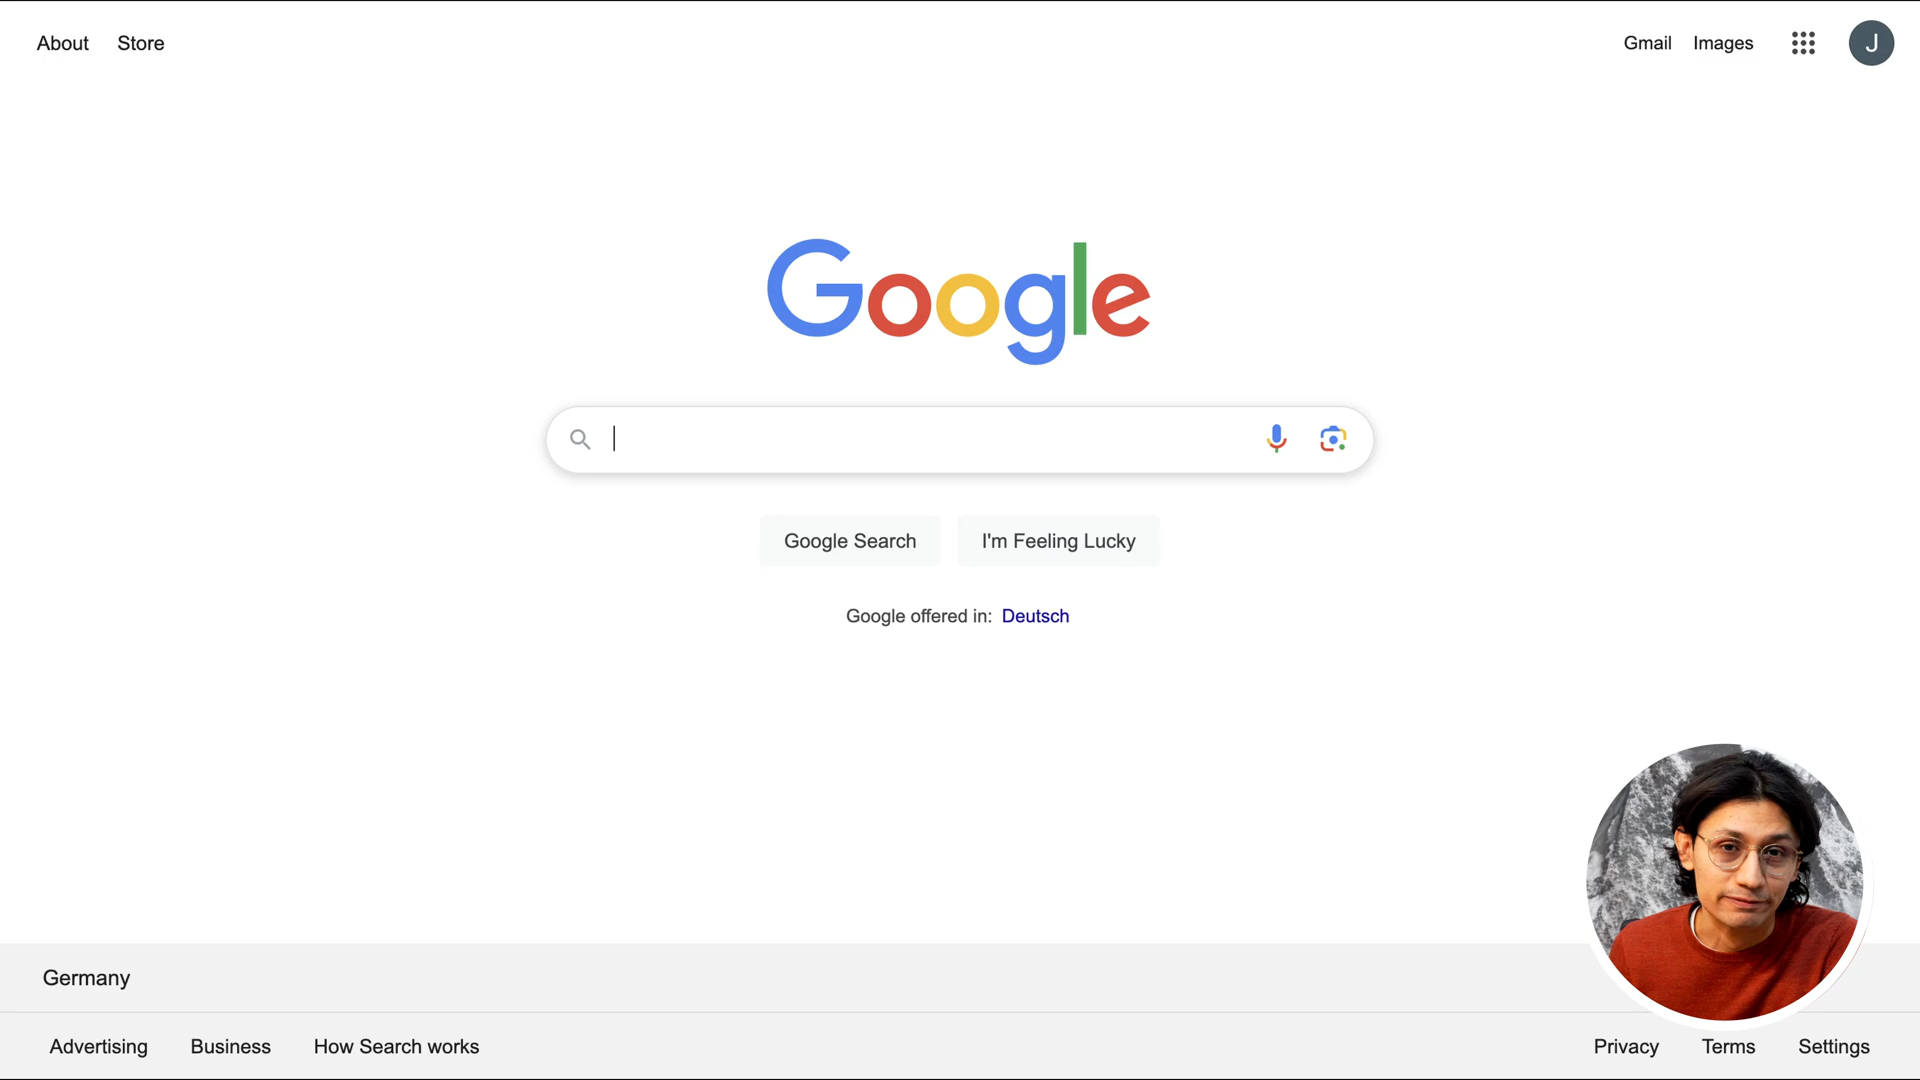 About Store
Gmail Images
J
Google
Google Search
I'm Feeling Lucky
Google offered in: Deutsch
Germany
Advertising Business How Search works
Privacy Terms Settings